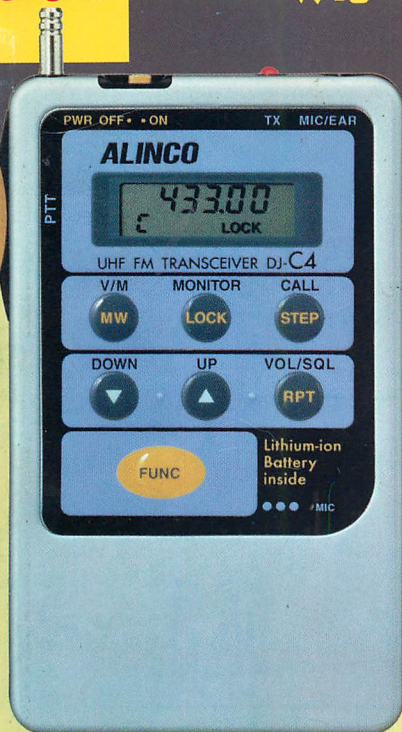 PWR OFF • • ON TX MIC/EAR
PTT
ALINCO
433.00
C LOCK
UHF FM TRANSCEIVER DJ-C4
V/M MONITOR CALL
MW LOCK STEP
DOWN UP VOL/SQL
RPT
FUNC
Lithium-ion
Battery
inside
MIC